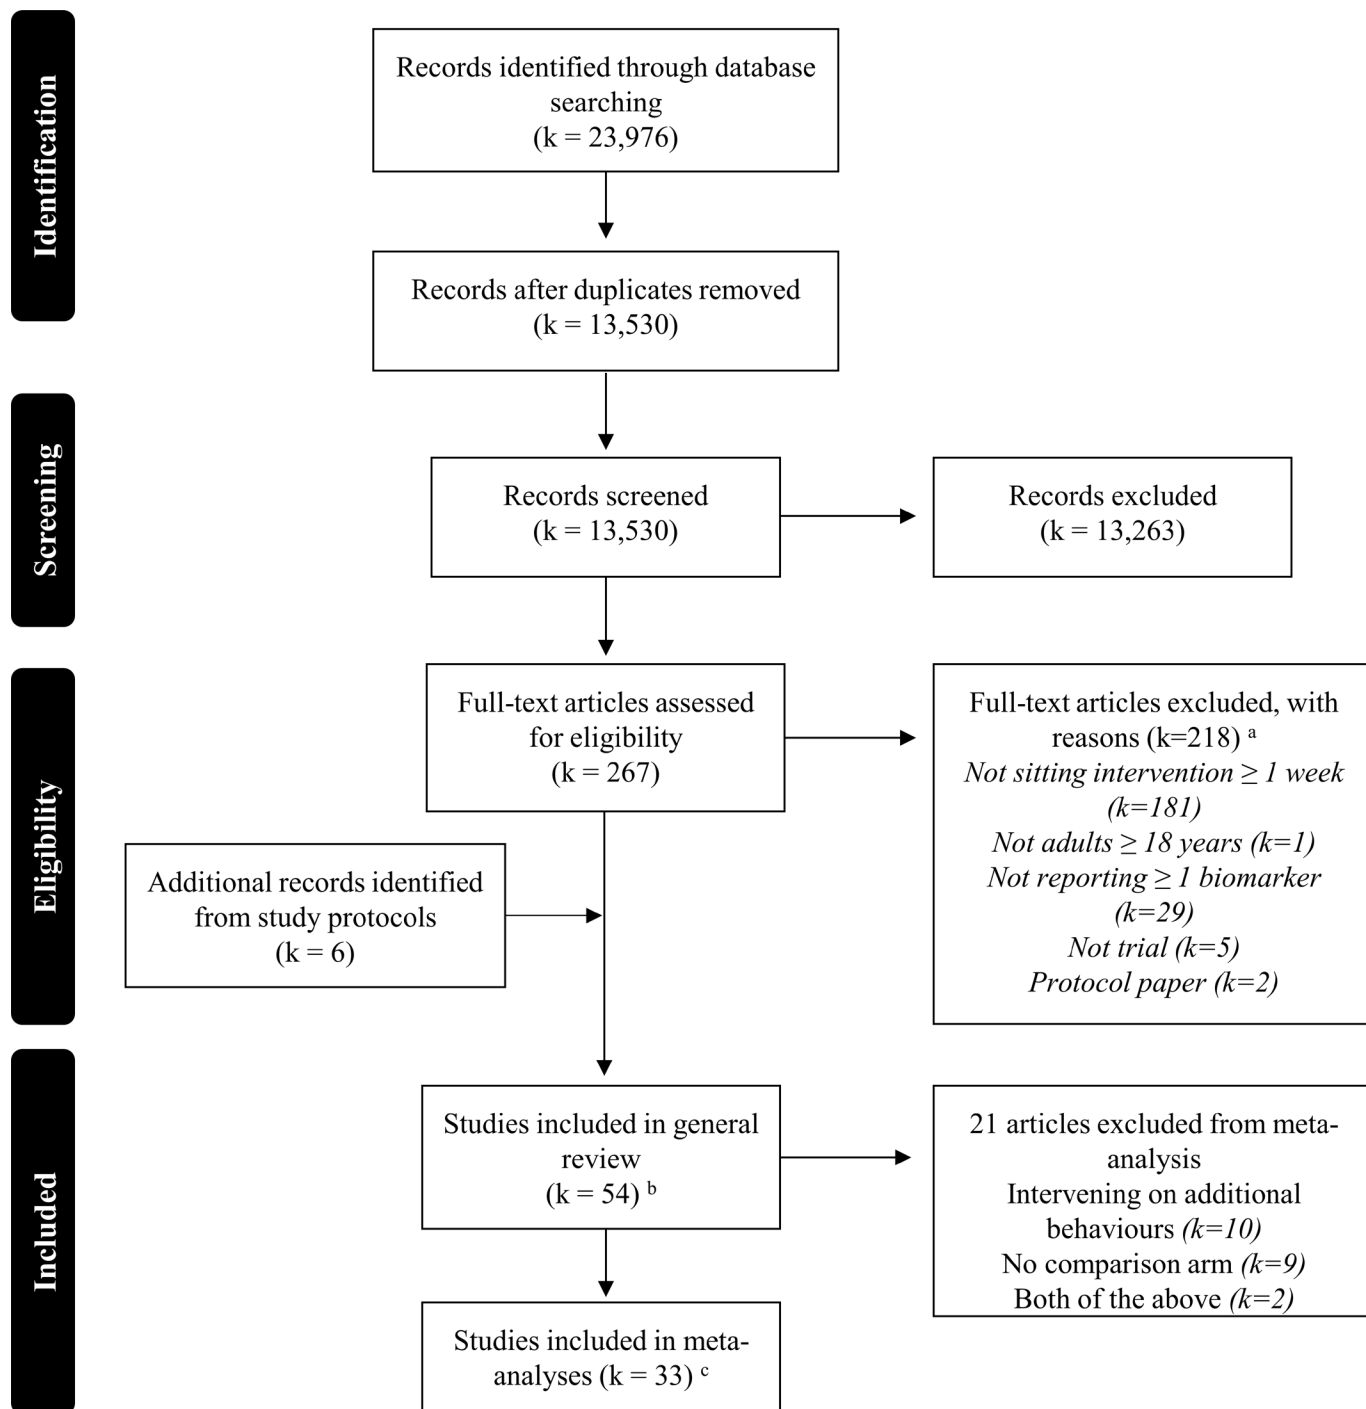 Identification
Records identified through database
searching
(k = 23,976)
Records after duplicates removed
(k = 13,530)
Screening
Records screened
(k = 13,530)
Records excluded
(k = 13,263)
Eligibility
Full-text articles assessed
for eligibility
(k = 267)
Full-text articles excluded, with
reasons (k=218) a
Not sitting intervention ≥ 1 week
(k=181)
Not adults ≥ 18 years (k=1)
Not reporting ≥ 1 biomarker
(k=29)
Not trial (k=5)
Protocol paper (k=2)
Additional records identified
from study protocols
(k = 6)
Included
Studies included in general
review
(k = 54) b
21 articles excluded from meta-
analysis
Intervening on additional
behaviours (k=10)
No comparison arm (k=9)
Both of the above (k=2)
Studies included in meta-
analyses (k = 33) c